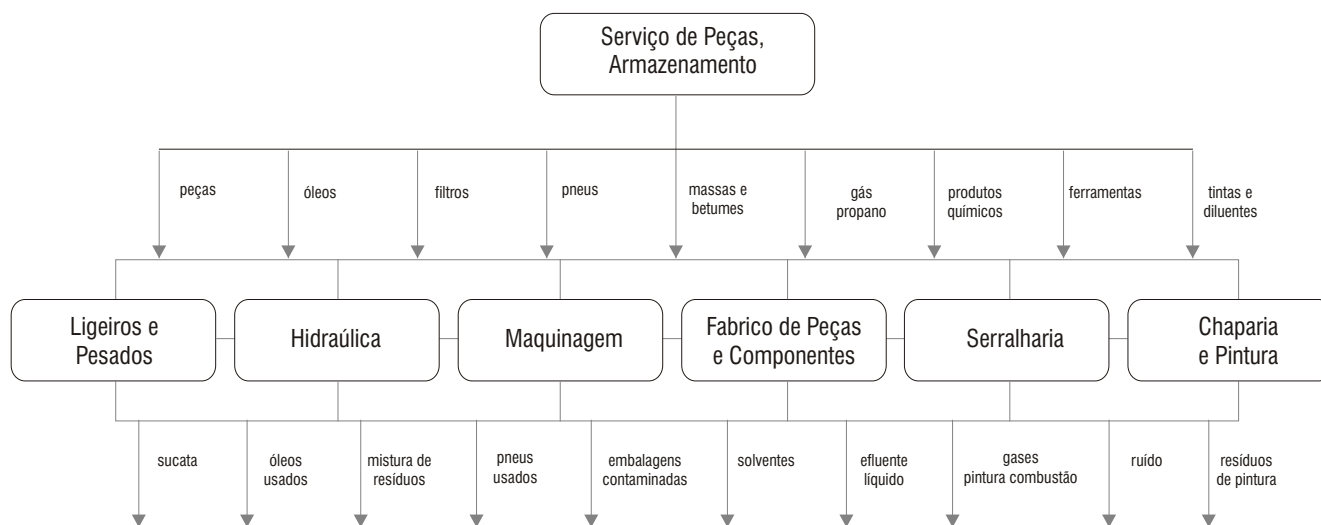 Serviço de Peças,
Armazenamento
peças
óleos
filtros
pneus
massas e
betumes
gás
propano
produtos
químicos
ferramentas
tintas e
diluentes
Ligeiros e
Pesados
Hidraúlica
Maquinagem
Fabrico de Peças
e Componentes
Serralharia
Chaparia
e Pintura
sucata
óleos
usados
mistura de
resíduos
pneus
usados
embalagens
contaminadas
solventes
efluente
líquido
gases
pintura combustão
ruído
resíduos
de pintura